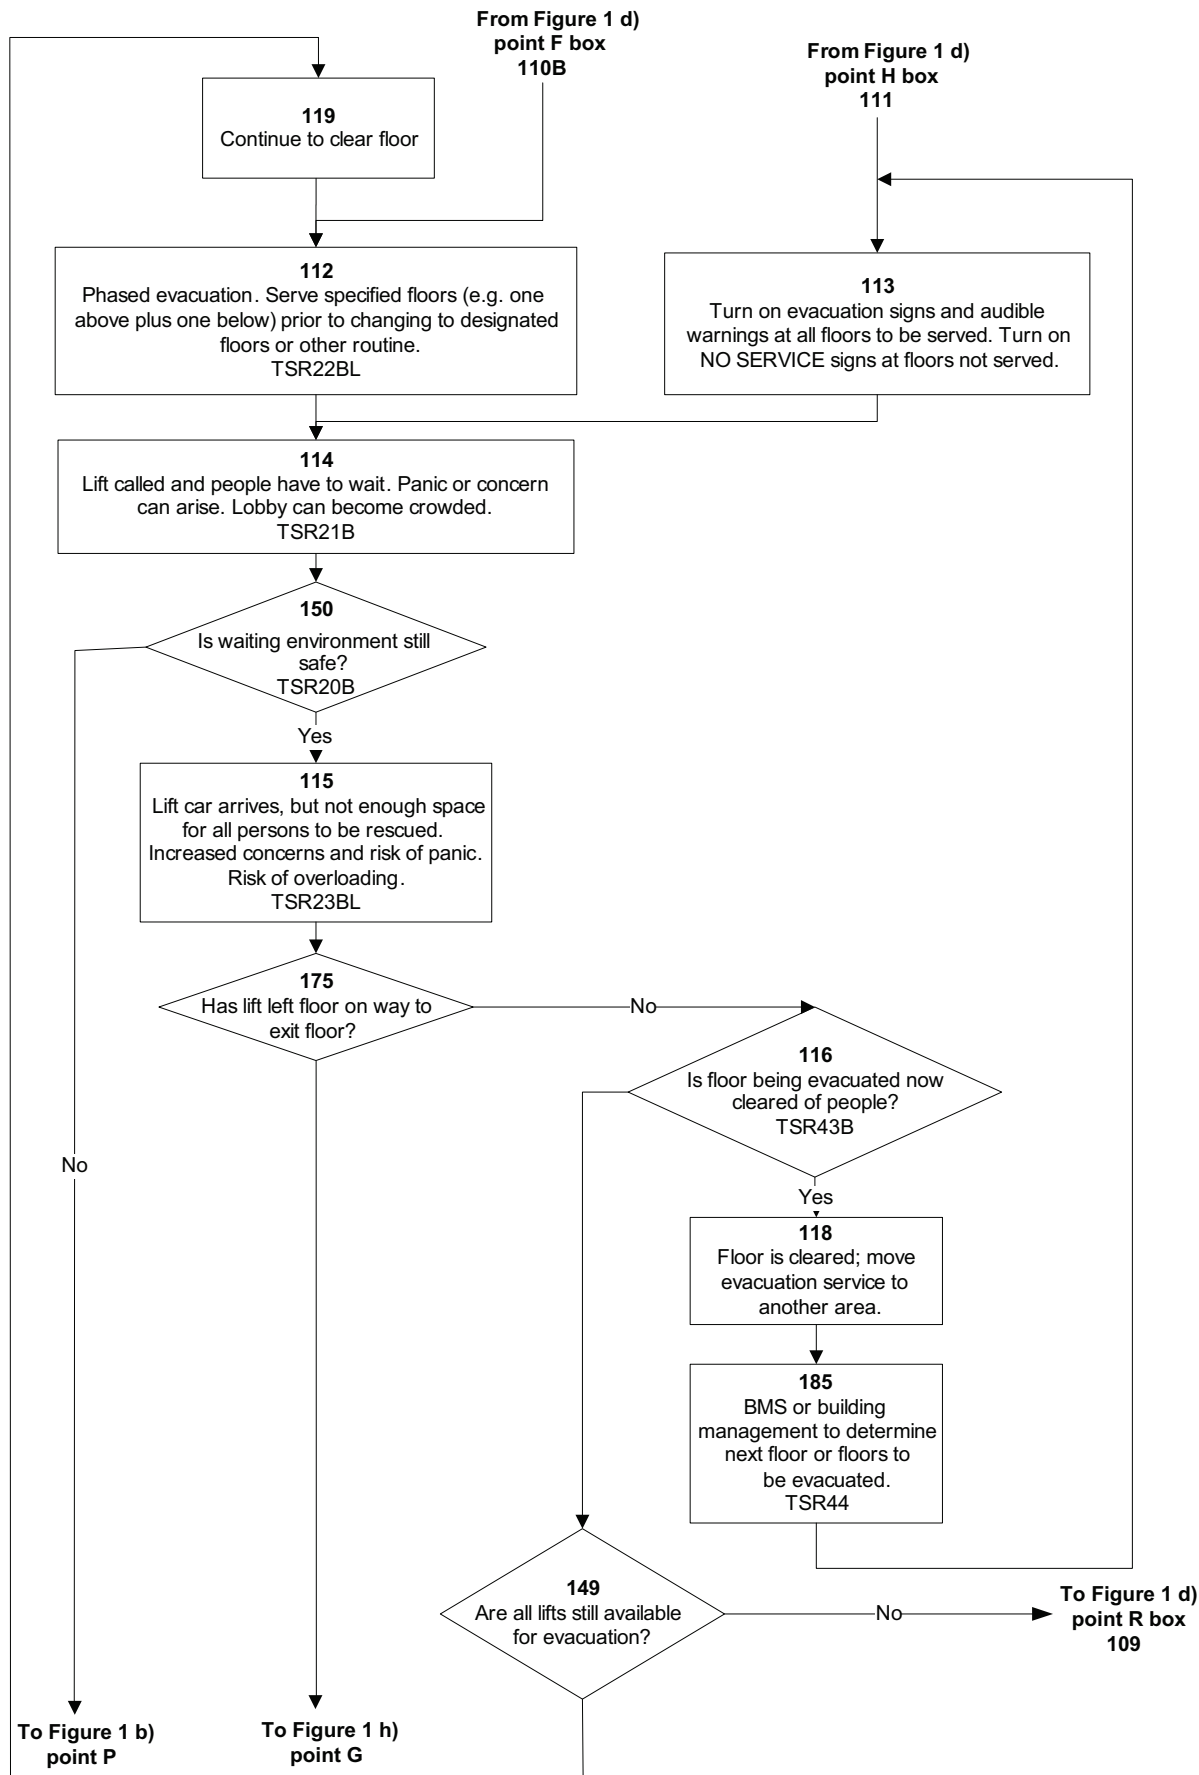 From Figure 1 d)
point F box
110B
From Figure 1 d)
point H box
111
119
Continue to clear floor
112
Phased evacuation. Serve specified floors (e.g. one
above plus one below) prior to changing to designated
floors or other routine.
TSR22BL
113
Turn on evacuation signs and audible
warnings at all floors to be served. Turn on
NO SERVICE signs at floors not served.
114
Lift called and people have to wait. Panic or concern
can arise. Lobby can become crowded.
TSR21B
150
Is waiting environment still
safe?
TSR20B
Yes
115
Lift car arrives, but not enough space
for all persons to be rescued.
Increased concerns and risk of panic.
Risk of overloading.
TSR23BL
175
Has lift left floor on way to
exit floor?
No
116
Is floor being evacuated now
cleared of people?
TSR43B
No
Yes
118
Floor is cleared; move
evacuation service to
another area.
185
BMS or building
management to determine
next floor or floors to
be evacuated.
TSR44
149
Are all lifts still available
for evacuation?
No
To Figure 1 d)
point R box
109
To Figure 1 b)
point P
To Figure 1 h)
point G